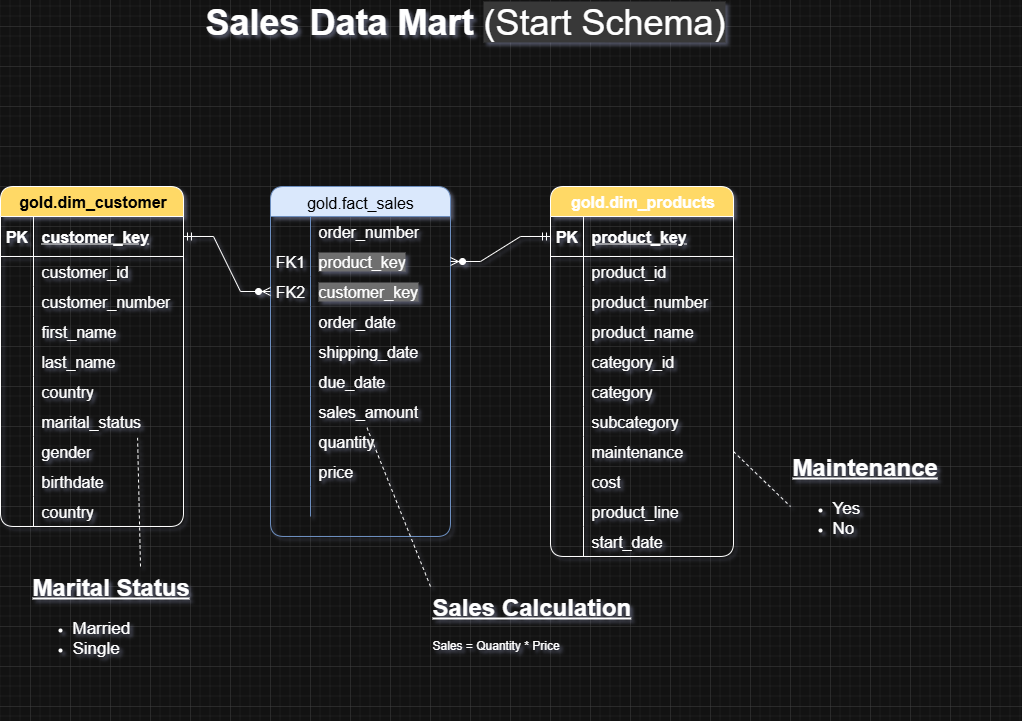 Sales Data Mart (Start Schema)
gold.dim_customer
PK customer_key
customer_id
customer_number
first_name
last_name
country
marital_status
gender
birthdate
country
gold.fact_sales
order_number
FK1 product_key
FK2 customer_key
order_date
shipping_date
due_date
sales_amount
quantity
price
gold.dim_products
PK product_key
product_id
product_number
product_name
category_id
category
subcategory
maintenance
cost
product_line
start_date
Maintenance
• Yes
• No
Marital Status
• Married
• Single
Sales Calculation
Sales = Quantity * Price